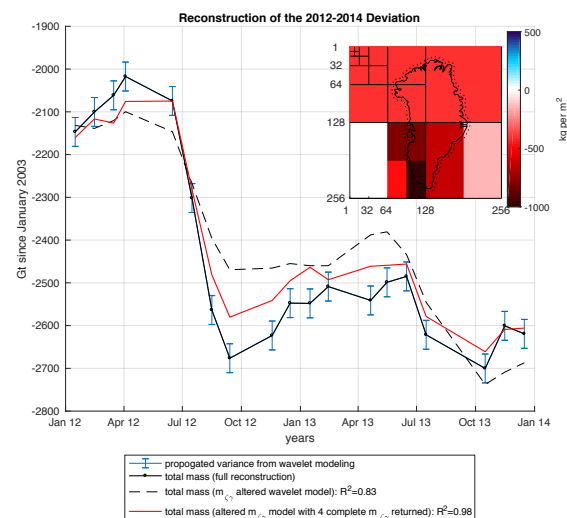 Reconstruction of the 2012-2014 Deviation
-1900
-2000
-2100
-2200
-2300
-2400
-2500
-2600
-2700
-2800
Gt since January 2003
Jan 12 Apr 12 Jul 12 Oct 12 Jan 13 Apr 13 Jul 13 Oct 13 Jan 14
years
1
32
64
128
256
1 32 64 128 256
500
0
-500
-1000
kg per m²
propogated variance from wavelet modeling
total mass (full reconstruction)
total mass (m_ζγ altered wavelet model): R²=0.83
total mass (altered m_ζγ model with 4 complete m_ζγ returned): R²=0.98